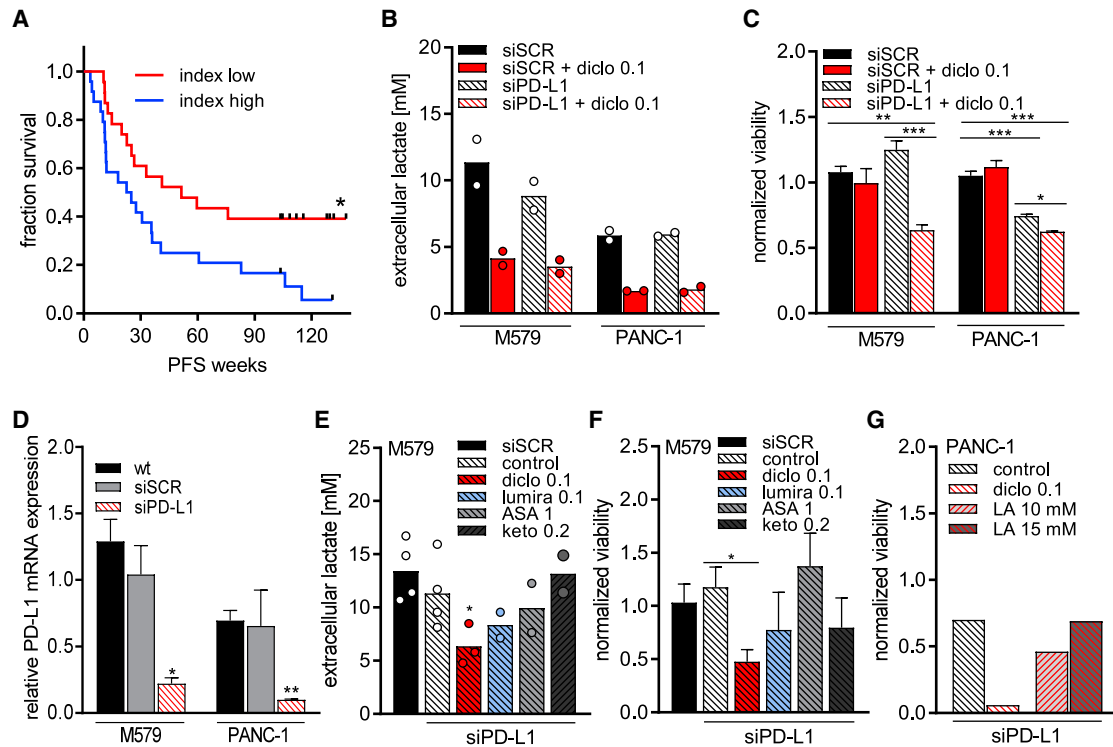 A
fraction survival
1.0
0.8
0.6
0.4
0.2
0.0
index low
index high
*
0 30 60 90 120
PFS weeks
B
extracellular lactate [mM]
20
15
10
5
0
siSCR
siSCR + diclo 0.1
siPD-L1
siPD-L1 + diclo 0.1
M579 PANC-1
C
normalized viability
2.0
1.5
1.0
0.5
0.0
siSCR
siSCR + diclo 0.1
siPD-L1
siPD-L1 + diclo 0.1
** ***
*** ***
*
M579 PANC-1
D
relative PD-L1 mRNA expression
2.0
1.5
1.0
0.5
0.0
wt
siSCR
siPD-L1
* **
M579 PANC-1
E
extracellular lactate [mM]
25
20
15
10
5
0
M579
siSCR
control
diclo 0.1
lumira 0.1
ASA 1
keto 0.2
*
siPD-L1
F
normalized viability
2.5
2.0
1.5
1.0
0.5
0.0
M579
siSCR
control
diclo 0.1
lumira 0.1
ASA 1
keto 0.2
*
siPD-L1
G
normalized viability
2.0
1.5
1.0
0.5
0.0
PANC-1
control
diclo 0.1
LA 10 mM
LA 15 mM
siPD-L1